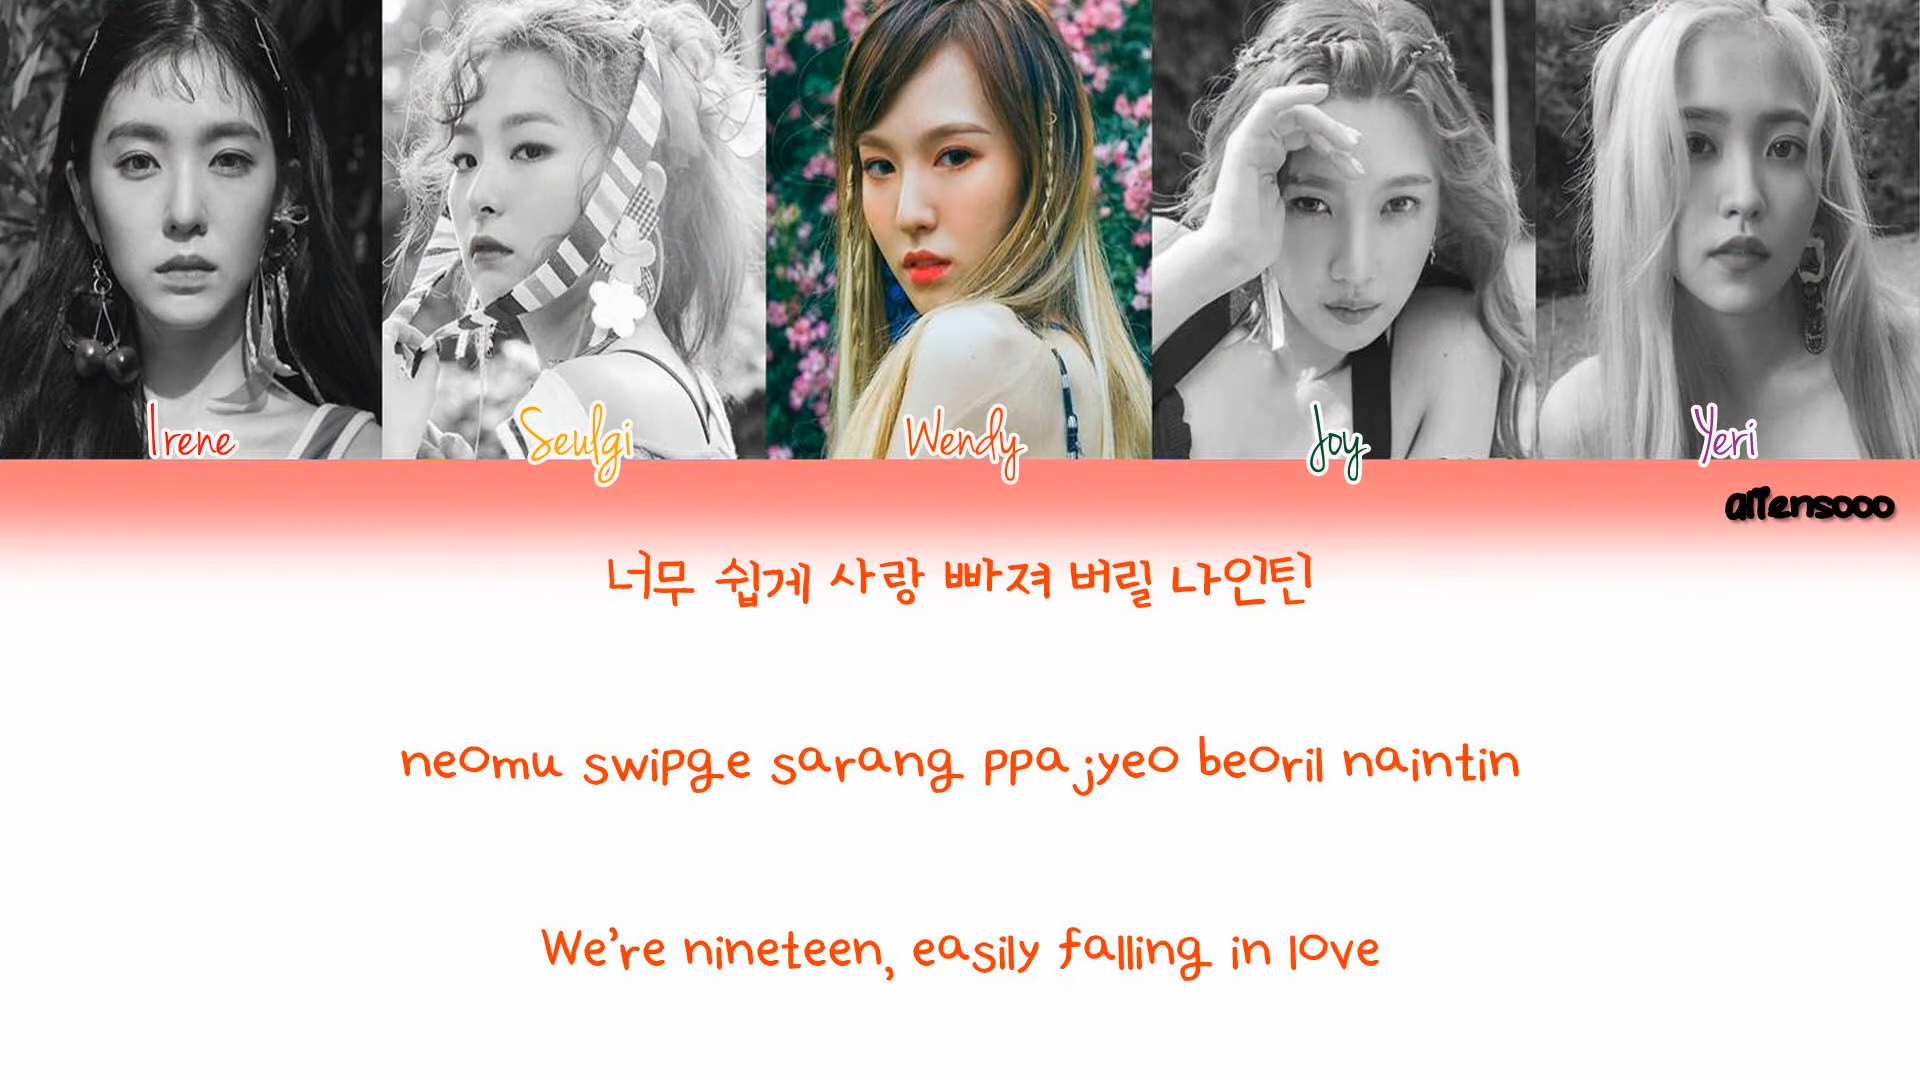 Irene
Seulgi
Wendy
Joy
Yeri
aiTensooo
너무 쉽게 사랑 빠져 버릴 나인틴
neomu swipge sarang ppajyeo beoril naintin
We're nineteen, easily falling in love